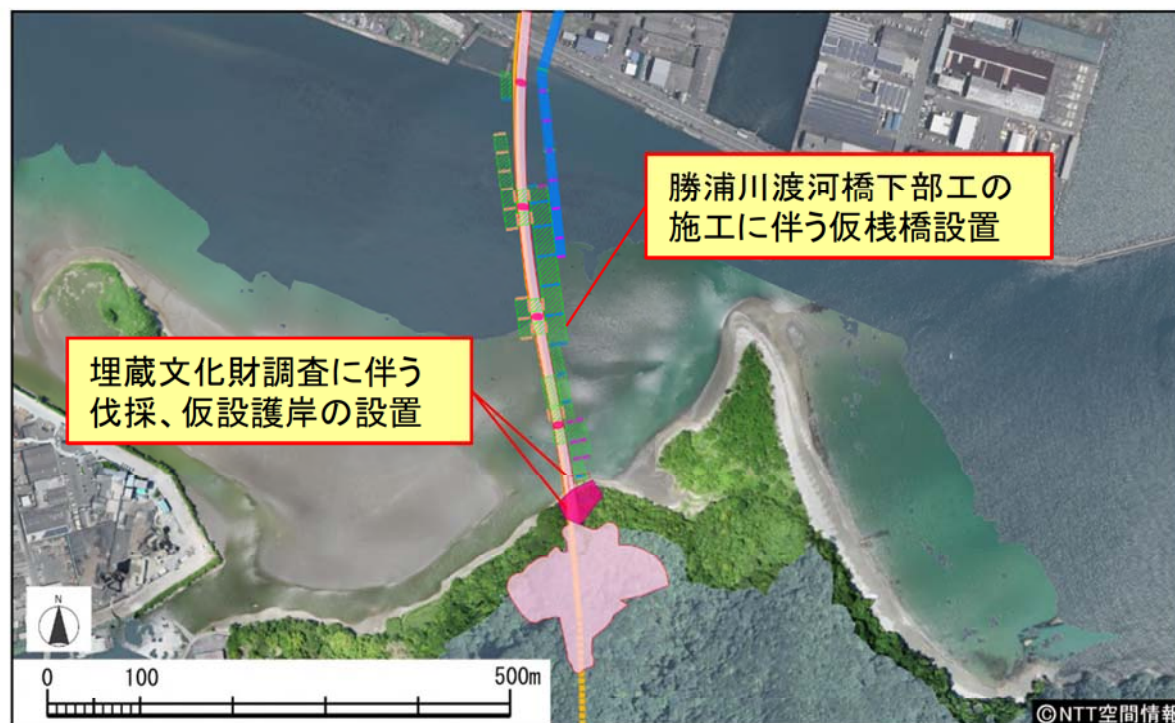 勝浦川渡河橋下部工の
施工に伴う仮桟橋設置
埋蔵文化財調査に伴う
伐採、仮設護岸の設置
N
0 100 500m
©NTT空間情報